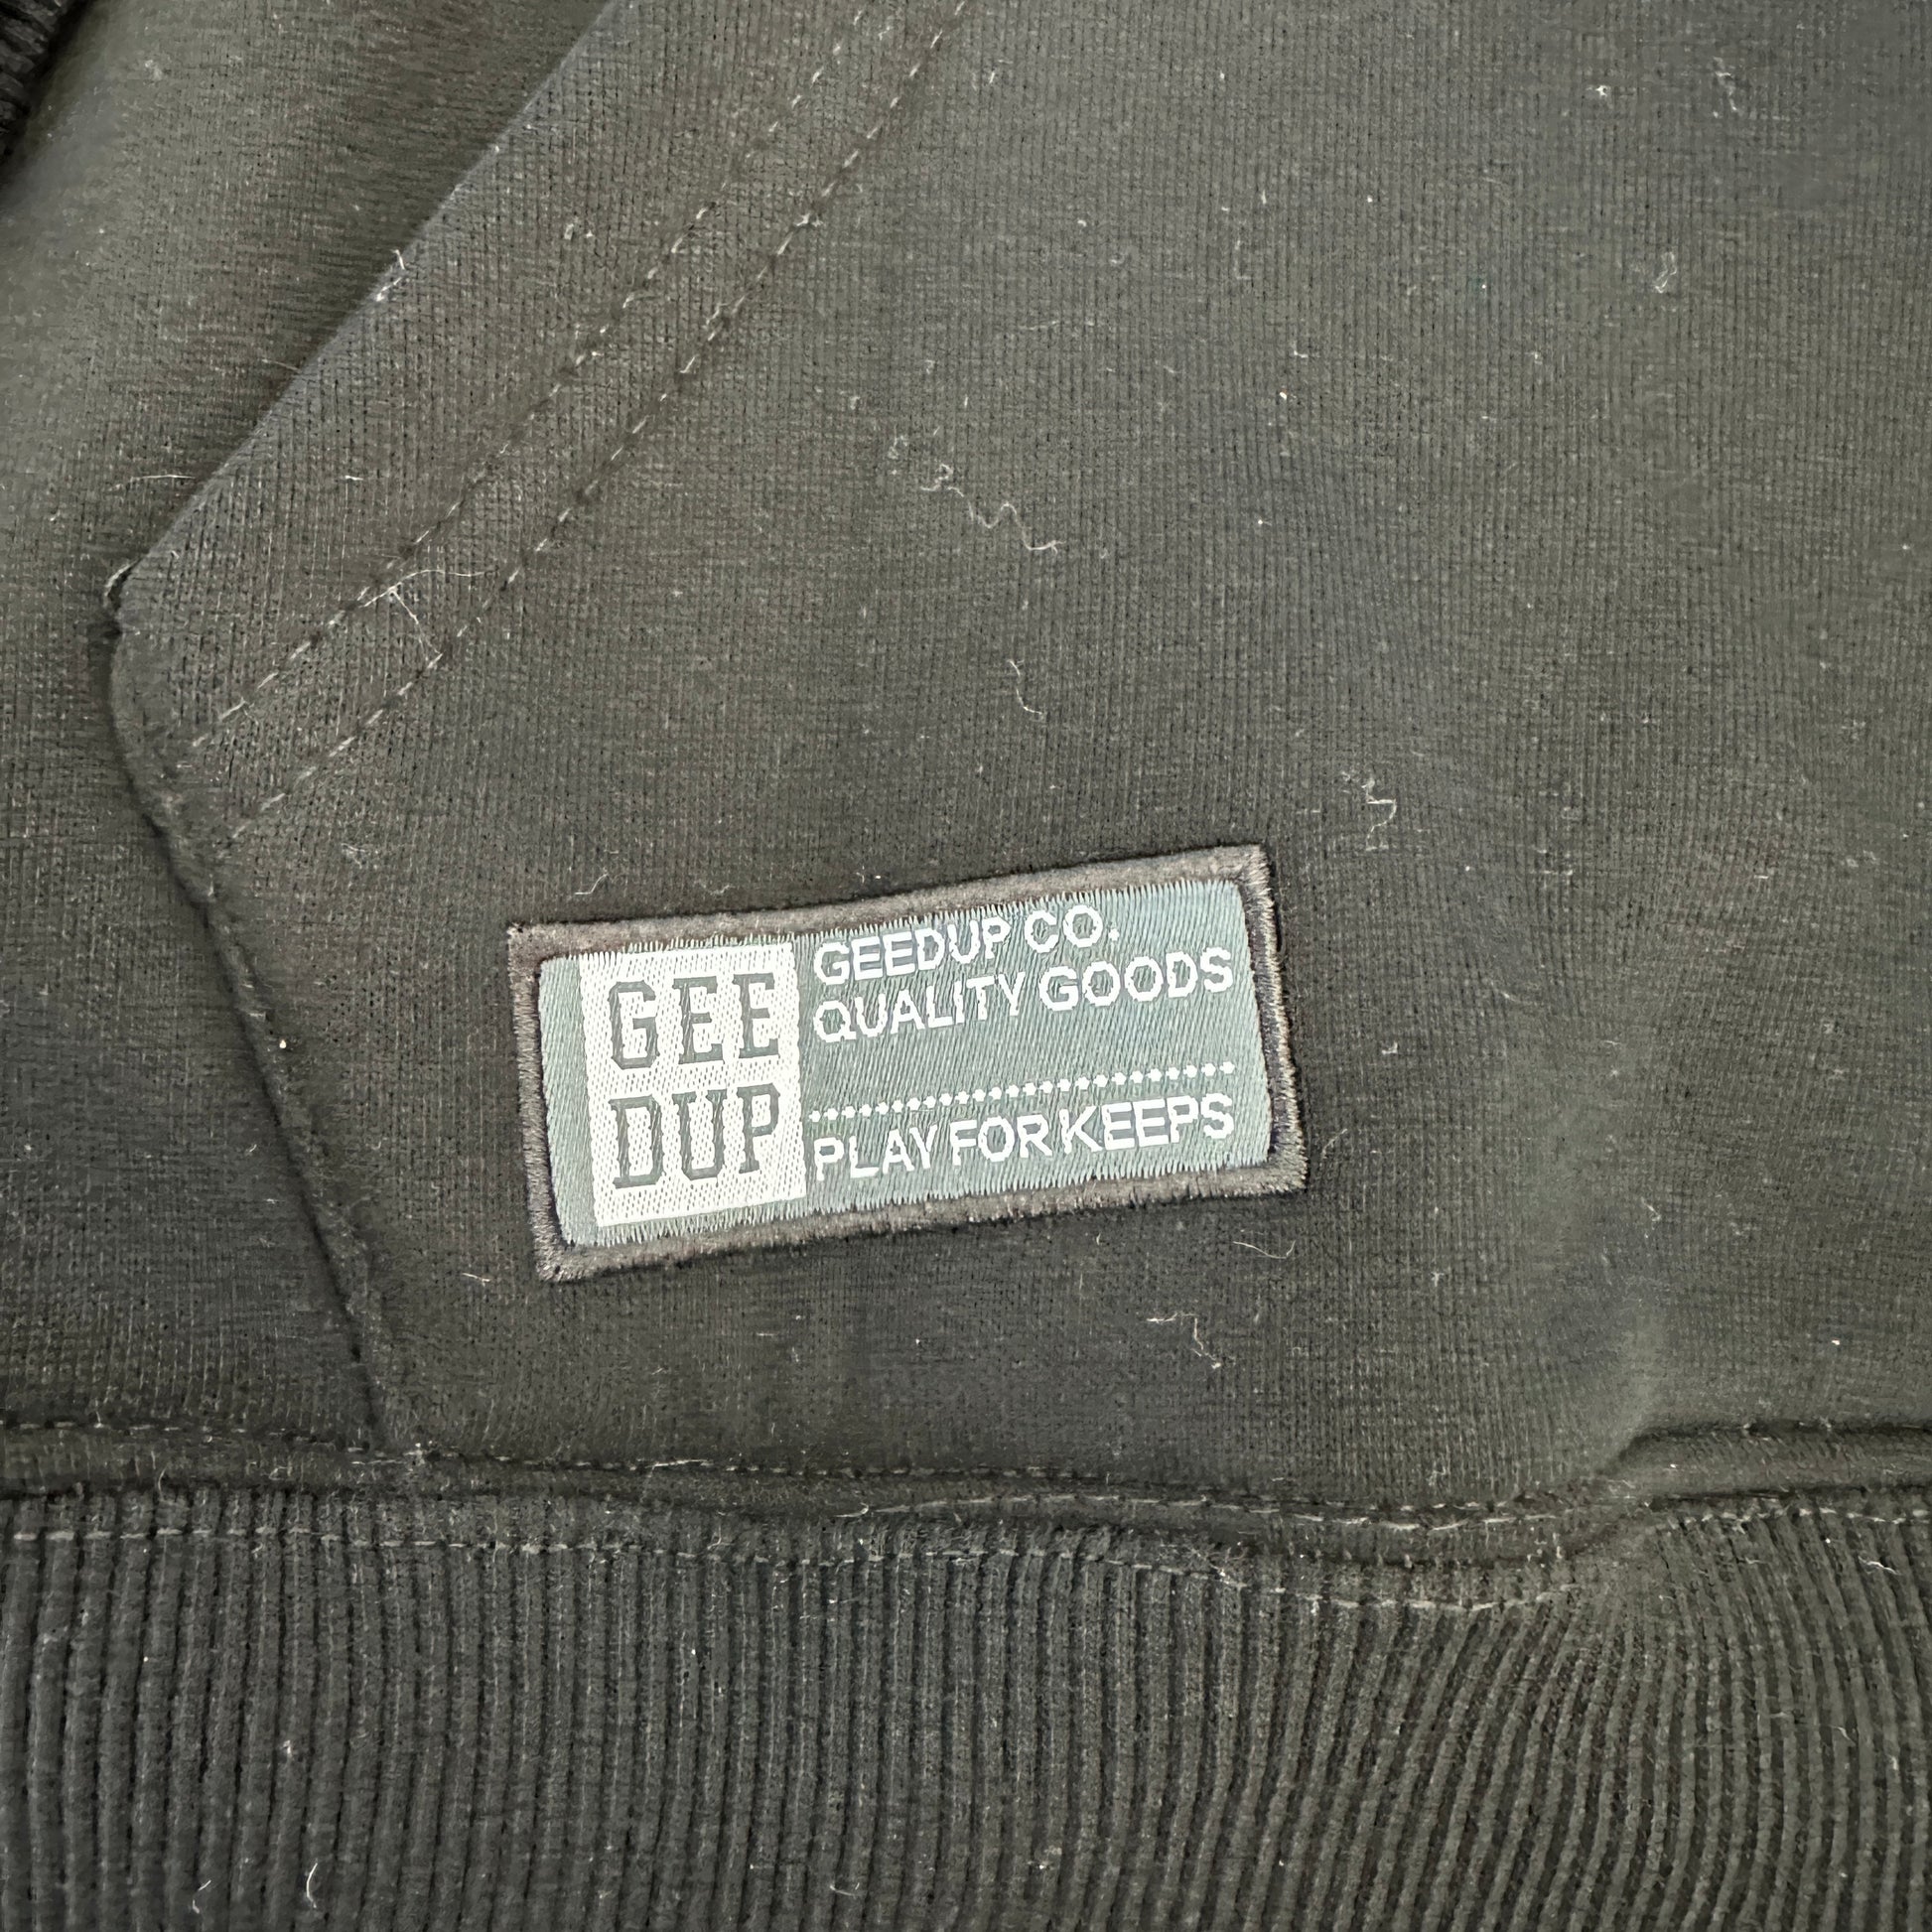 GEE
DUP
GEEDUP CO.
QUALITY GOODS
PLAY FOR KEEPS